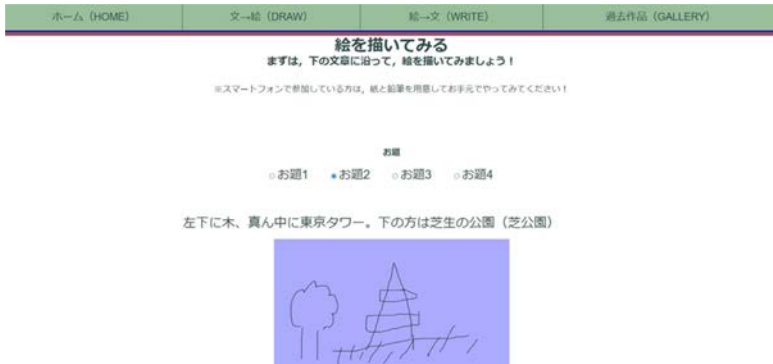 ホーム（HOME）
文→絵（DRAW）
絵→文（WRITE）
過去作品（GALLERY）
絵を描いてみる
まずは，下の文章に沿って，絵を描いてみましょう！
※スマートフォンで参加している方は，紙と鉛筆を用意してお手元でやってみてください！
お題
お題1 お題2 お題3 お題4
左下に木、真ん中に東京タワー。下の方は芝生の公園（芝公園）